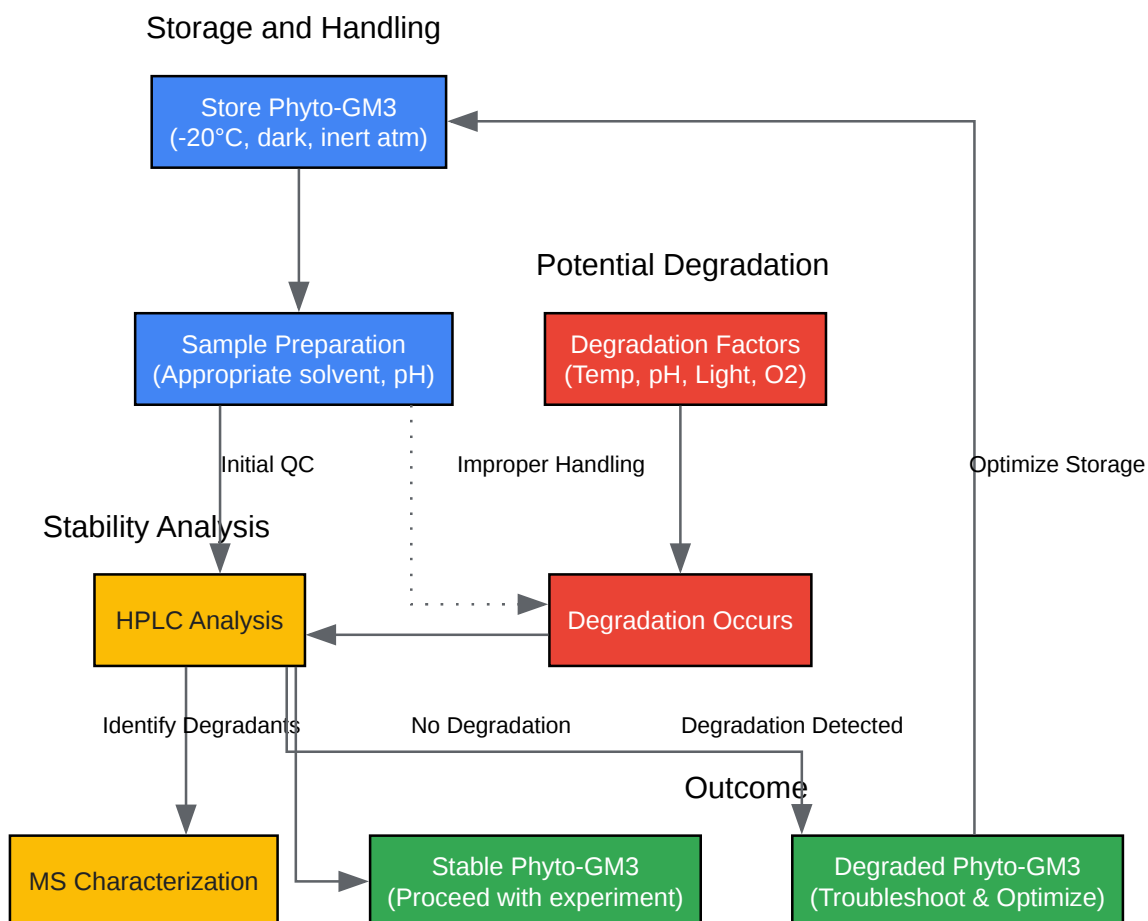 Storage and Handling
Store Phyto-GM3
(-20°C, dark, inert atm)
Potential Degradation
Sample Preparation
(Appropriate solvent, pH)
Degradation Factors
(Temp, pH, Light, O2)
Initial QC
Improper Handling
Optimize Storage
Stability Analysis
HPLC Analysis
Degradation Occurs
Identify Degradants
No Degradation
Degradation Detected
Outcome
MS Characterization
Stable Phyto-GM3
(Proceed with experiment)
Degraded Phyto-GM3
(Troubleshoot & Optimize)